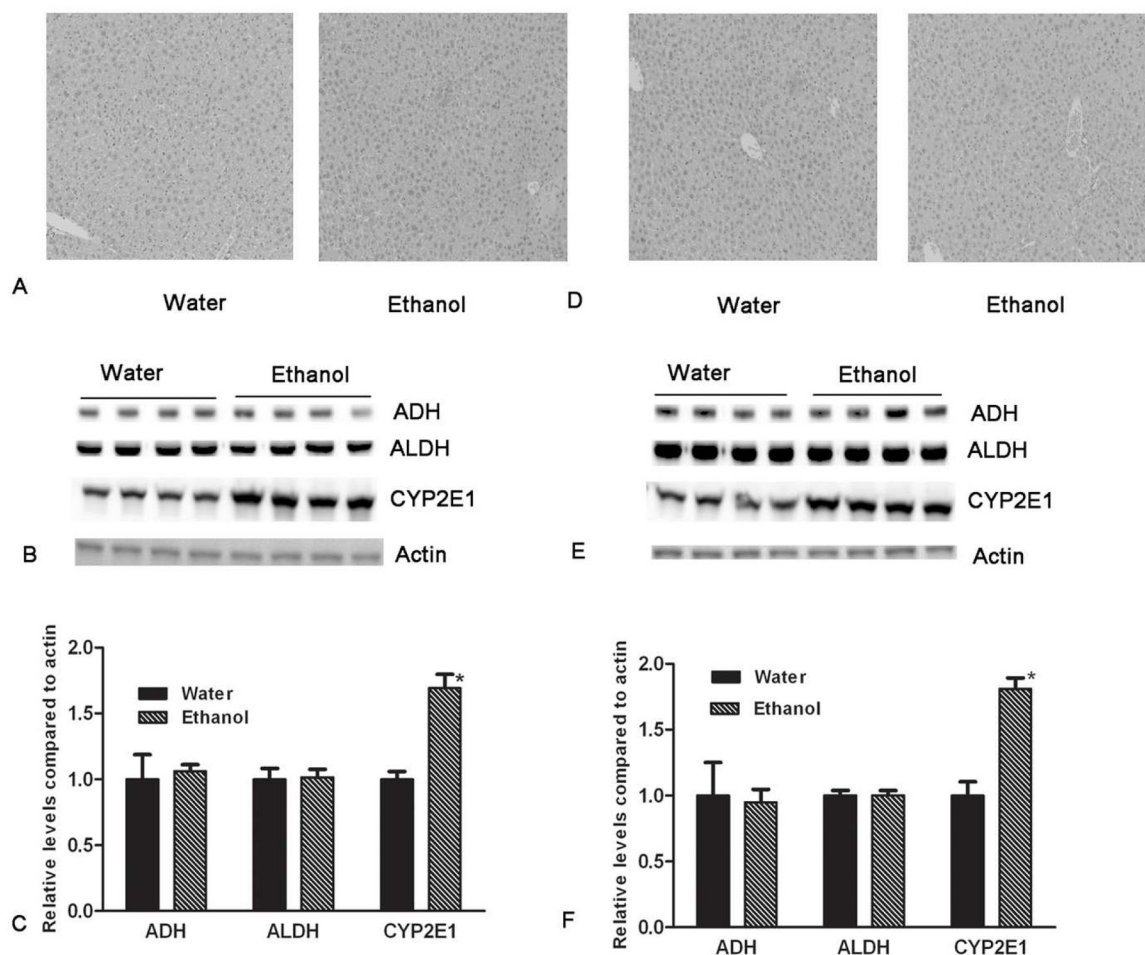 A
Water
Ethanol
D
Water
Ethanol
Water
Ethanol
ADH
ALDH
CYP2E1
B
Actin
Water
Ethanol
ADH
ALDH
CYP2E1
E
Actin
Relative levels compared to actin
2.0
1.5
1.0
0.5
0.0
Water
Ethanol
*
C
ADH
ALDH
CYP2E1
Relative levels compared to actin
2.0
1.5
1.0
0.5
0.0
Water
Ethanol
*
F
ADH
ALDH
CYP2E1